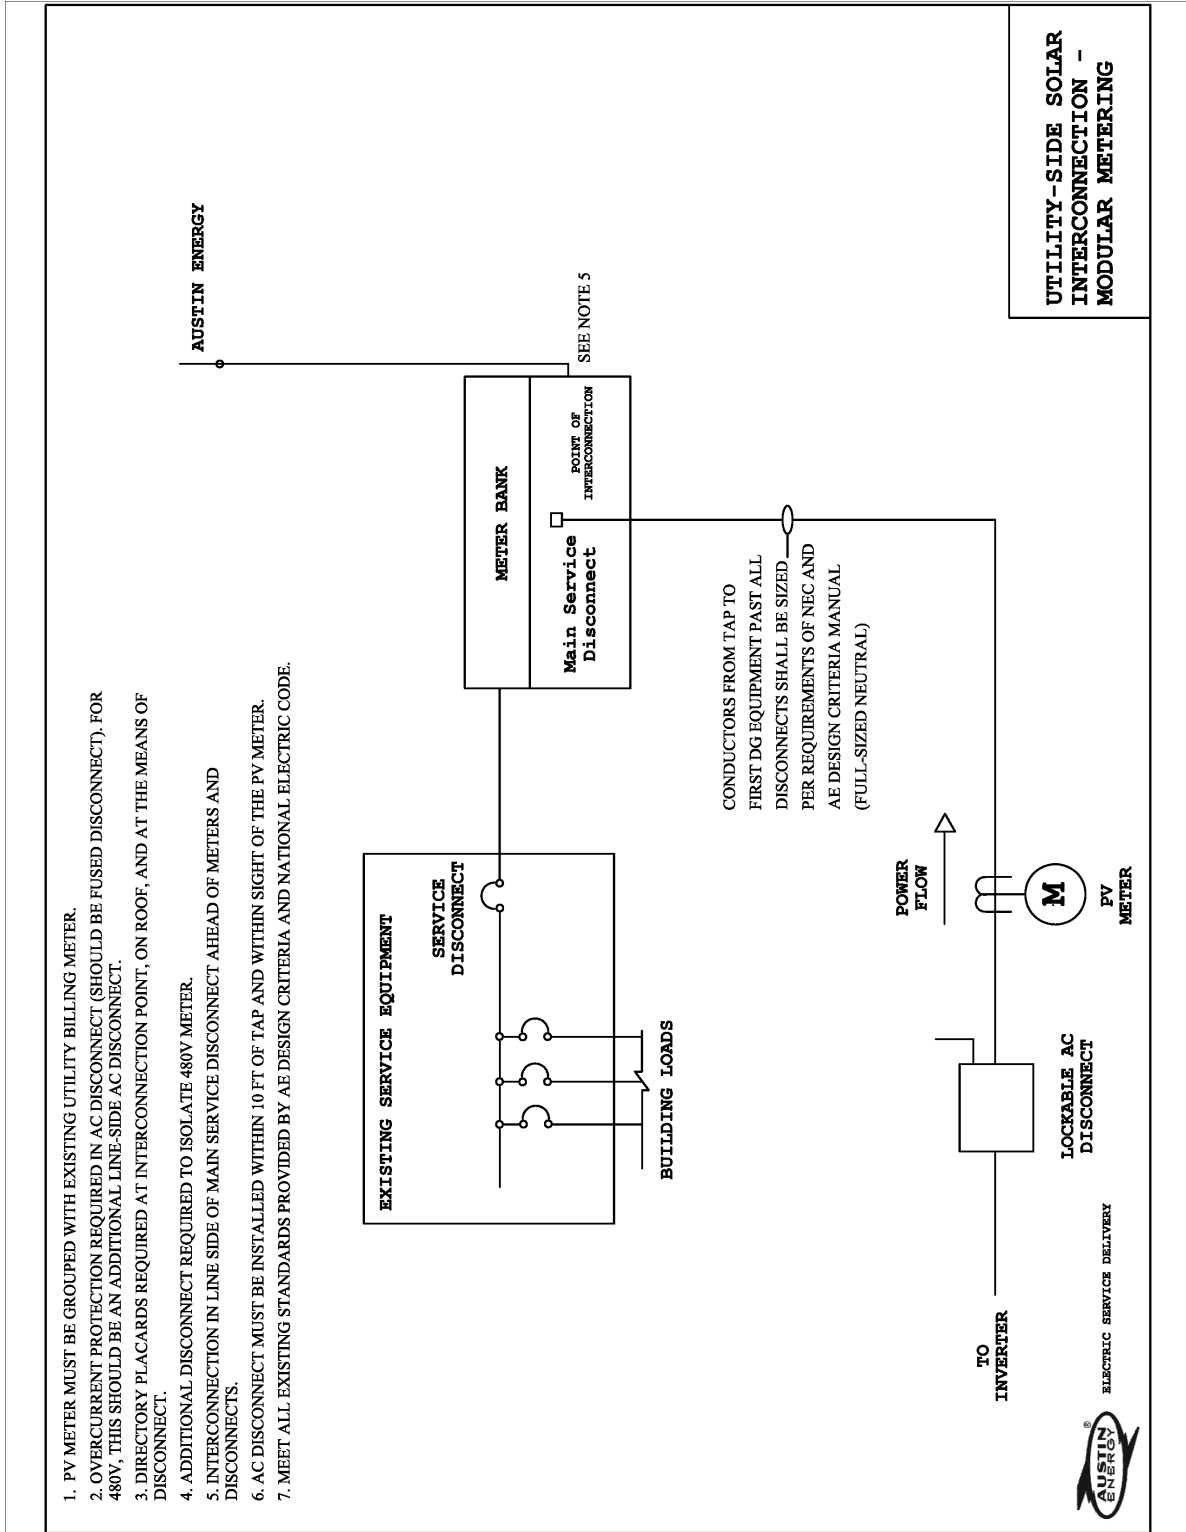 1. PV METER MUST BE GROUPED WITH EXISTING UTILITY BILLING METER.
2. OVERCURRENT PROTECTION REQUIRED IN AC DISCONNECT (SHOULD BE FUSED DISCONNECT). FOR
480V, THIS SHOULD BE AN ADDITIONAL LINE-SIDE AC DISCONNECT.
3. DIRECTORY PLACARDS REQUIRED AT INTERCONNECTION POINT, ON ROOF, AND AT THE MEANS OF
DISCONNECT.
4. ADDITIONAL DISCONNECT REQUIRED TO ISOLATE 480V METER.
5. INTERCONNECTION IN LINE SIDE OF MAIN SERVICE DISCONNECT AHEAD OF METERS AND
DISCONNECTS.
6. AC DISCONNECT MUST BE INSTALLED WITHIN 10 FT OF TAP AND WITHIN SIGHT OF THE PV METER.
7. MEET ALL EXISTING STANDARDS PROVIDED BY AE DESIGN CRITERIA AND NATIONAL ELECTRIC CODE.
AUSTIN ENERGY
EXISTING SERVICE EQUIPMENT
SERVICE
DISCONNECT
BUILDING LOADS
METER BANK
Main Service
Disconnect
POINT OF
INTERCONNECTION
SEE NOTE 5
CONDUCTORS FROM TAP TO
FIRST DG EQUIPMENT PAST ALL
DISCONNECTS SHALL BE SIZED
PER REQUIREMENTS OF NEC AND
AE DESIGN CRITERIA MANUAL
(FULL-SIZED NEUTRAL)
POWER
FLOW
M
PV
METER
LOCKABLE AC
DISCONNECT
TO
INVERTER
AUSTIN
ENERGY
®
ELECTRIC SERVICE DELIVERY
UTILITY-SIDE SOLAR
INTERCONNECTION -
MODULAR METERING